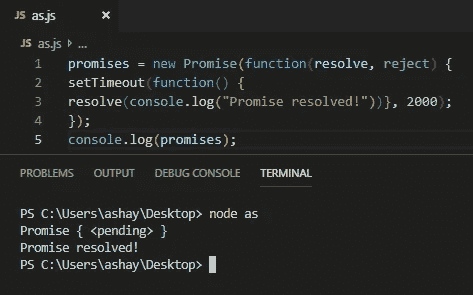 JS as.js ×
JS as.js > ...
1 promises = new Promise(function(resolve, reject) {
2 setTimeout(function() {
3 resolve(console.log("Promise resolved!"))}, 2000);
4 });
5 console.log(promises);
PROBLEMS OUTPUT DEBUG CONSOLE TERMINAL
PS C:\Users\ashay\Desktop> node as
Promise { <pending> }
Promise resolved!
PS C:\Users\ashay\Desktop>